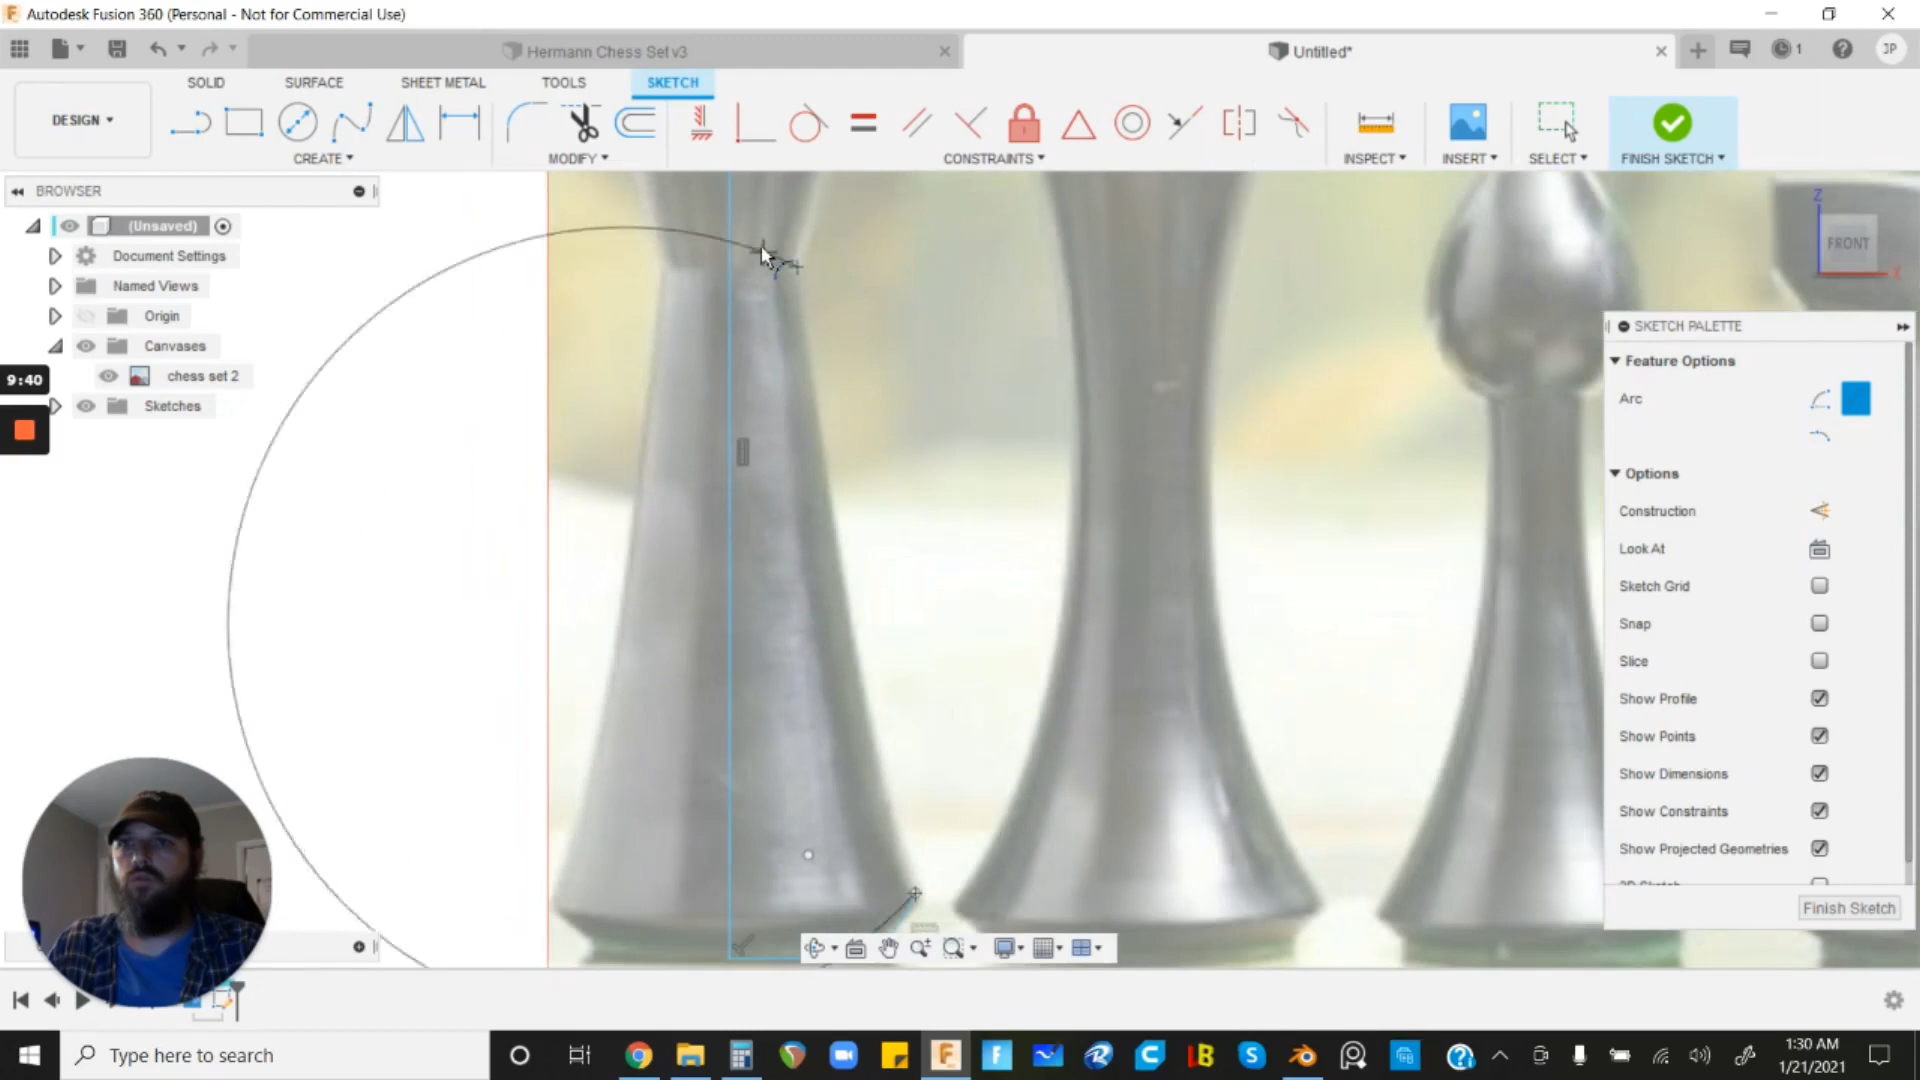 Autodesk Fusion 360 (Personal - Not for Commercial Use)
Hermann Chess Set v3
Untitled*
1
JP
SOLID
SURFACE
SHEET METAL
TOOLS
SKETCH
DESIGN
CREATE
MODIFY
CONSTRAINTS
INSPECT
INSERT
SELECT
FINISH SKETCH
BROWSER
(Unsaved)
Document Settings
Named Views
Origin
Canvases
chess set 2
Sketches
9:40
Z
FRONT
X
SKETCH PALETTE
Feature Options
Arc
Options
Construction
Look At
Sketch Grid
Snap
Slice
Show Profile
Show Points
Show Dimensions
Show Constraints
Show Projected Geometries
Finish Sketch
Type here to search
1:30 AM
1/21/2021